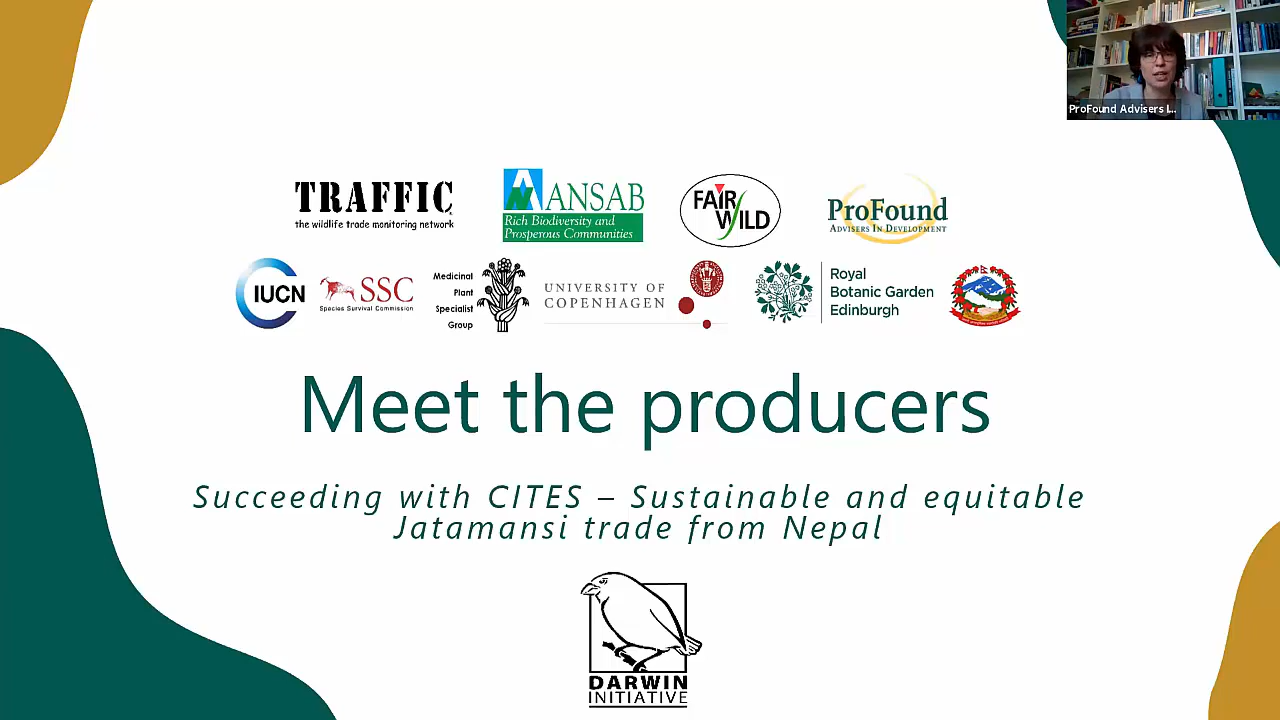 ProFound Advisers L...
TRAFFIC
the wildlife trade monitoring network
ANSAB
Rich Biodiversity and
Prosperous Communities
FAIR
WILD
ProFound
ADVISERS IN DEVELOPMENT
IUCN
SSC
Species Survival Commission
Medicinal
Plant
Specialist
Group
UNIVERSITY OF
COPENHAGEN
Royal
Botanic Garden
Edinburgh
Meet the producers
Succeeding with CITES – Sustainable and equitable
Jatamansi trade from Nepal
DARWIN
INITIATIVE